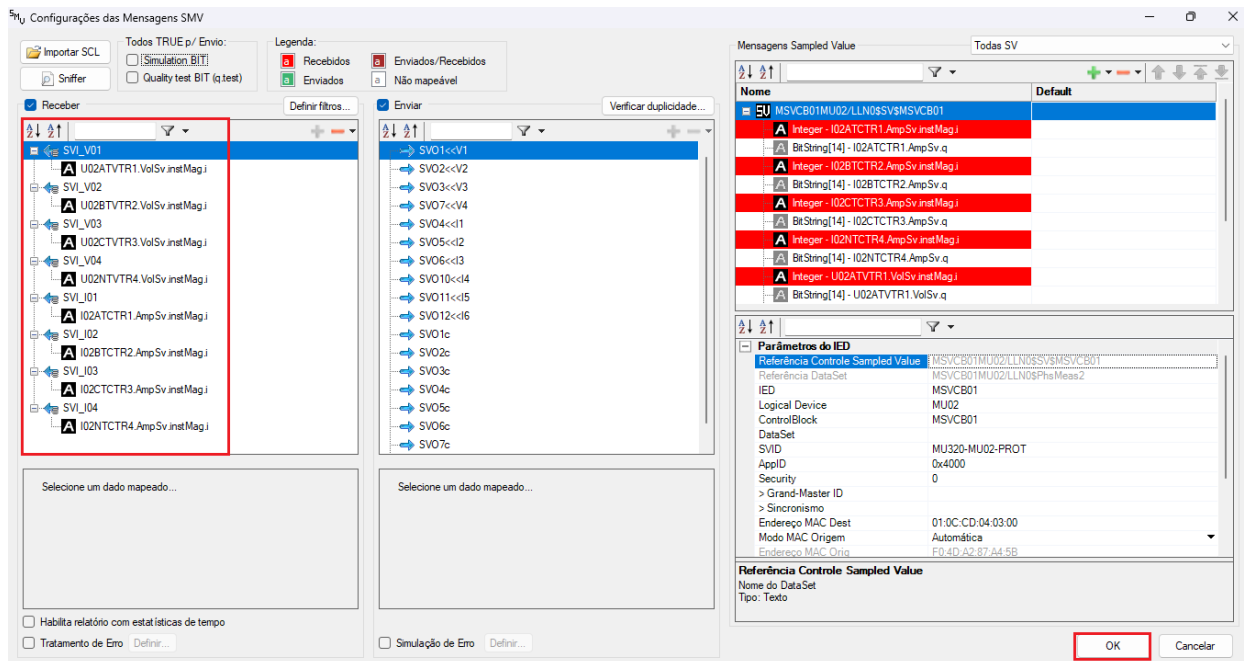 SMU Configurações das Mensagens SMV
Importar SCL
Sniffer
Todos TRUE p/ Envio:
Simulation BIT
Quality test BIT (q.test)
Legenda:
a Recebidos
a Enviados/Recebidos
a Enviados
a Não mapeável
Receber
Definir filtros...
SVI_V01
A U02ATVTR1.VolSv.instMag.i
SVI_V02
A U02BTVTR2.VolSv.instMag.i
SVI_V03
A U02CTVTR3.VolSv.instMag.i
SVI_V04
A U02NTVTR4.VolSv.instMag.i
SVI_I01
A I02ATCTR1.AmpSv.instMag.i
SVI_I02
A I02BTCTR2.AmpSv.instMag.i
SVI_I03
A I02CTCTR3.AmpSv.instMag.i
SVI_I04
A I02NTCTR4.AmpSv.instMag.i
Selecione um dado mapeado...
Habilita relatório com estatísticas de tempo
Tratamento de Erro Definir...
Enviar
Verificar duplicidade...
SVO1<<V1
SVO2<<V2
SVO3<<V3
SVO7<<V4
SVO4<<I1
SVO5<<I2
SVO6<<I3
SVO10<<I4
SVO11<<I5
SVO12<<I6
SVO1c
SVO2c
SVO3c
SVO4c
SVO5c
SVO6c
SVO7c
Selecione um dado mapeado...
Simulação de Erro Definir...
Mensagens Sampled Value
Todas SV
Nome Default
SV MSVCB01MU02/LLN0$SV$MSVCB01
A Integer - I02ATCTR1.AmpSv.instMag.i
A BitString[14] - I02ATCTR1.AmpSv.q
A Integer - I02BTCTR2.AmpSv.instMag.i
A BitString[14] - I02BTCTR2.AmpSv.q
A Integer - I02CTCTR3.AmpSv.instMag.i
A BitString[14] - I02CTCTR3.AmpSv.q
A Integer - I02NTCTR4.AmpSv.instMag.i
A BitString[14] - I02NTCTR4.AmpSv.q
A Integer - U02ATVTR1.VolSv.instMag.i
A BitString[14] - U02ATVTR1.VolSv.q
Parâmetros do IED
Referência Controle Sampled Value MSVCB01MU02/LLN0$SV$MSVCB01
Referência DataSet MSVCB01MU02/LLN0$PhsMeas2
IED MSVCB01
Logical Device MU02
ControlBlock MSVCB01
DataSet
SVID MU320-MU02-PROT
AppID 0x4000
Security 0
> Grand-Master ID
> Sincronismo
Endereço MAC Dest 01:0C:CD:04:03:00
Modo MAC Origem Automática
Endereço MAC Orig F0:4D:A2:87:A4:5B
Referência Controle Sampled Value
Nome do DataSet
Tipo: Texto
OK
Cancelar